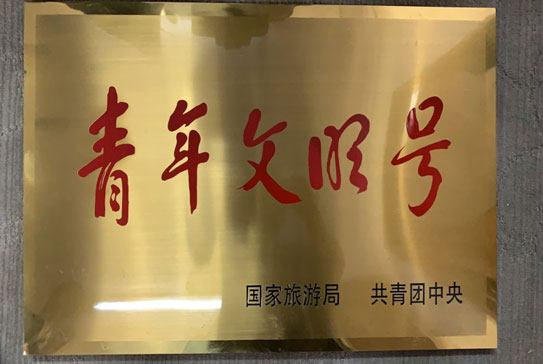 青年文明号
国家旅游局 共青团中央